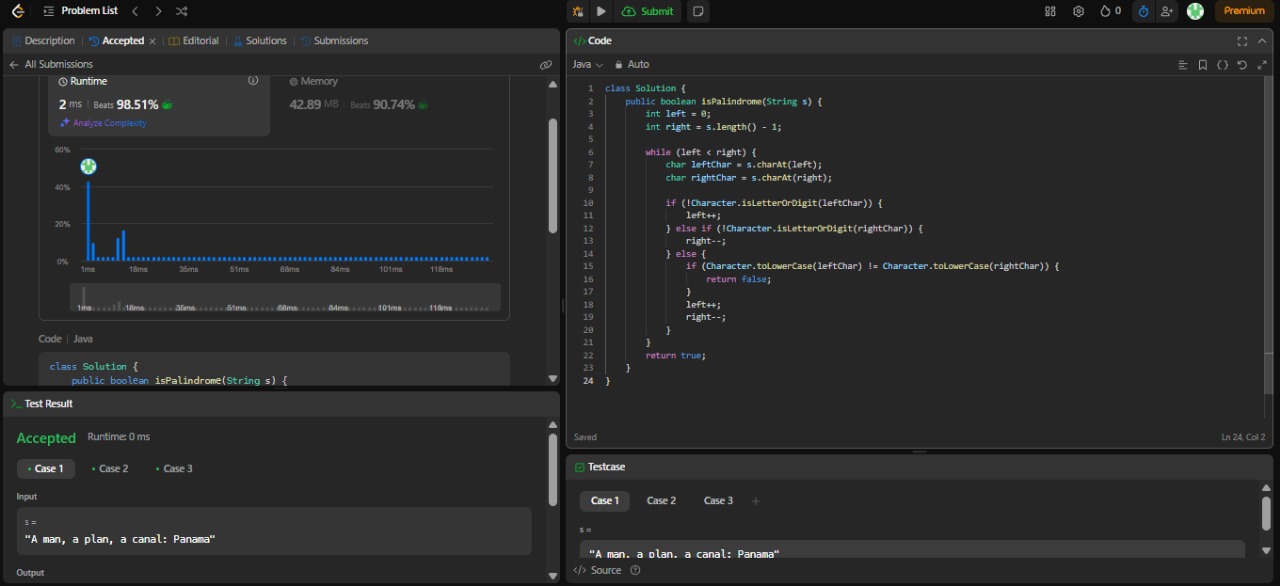 Problem List
Submit
0
Premium
Description | Accepted × | Editorial | Solutions | Submissions
All Submissions
Runtime
2 ms | Beats 98.51%
Analyze Complexity
Memory
42.89 MB | Beats 90.74%
60%
40%
20%
0%
1ms 18ms 35ms 51ms 68ms 84ms 101ms 118ms
1ms 18ms 35ms 51ms 68ms 84ms 101ms 118ms
Code | Java
class Solution {
public boolean isPalindrome(String s) {
Test Result
Accepted Runtime: 0 ms
• Case 1 • Case 2 • Case 3
Input
s =
"A man, a plan, a canal: Panama"
Output
</> Code
Java Auto
1 class Solution {
2 public boolean isPalindrome(String s) {
3 int left = 0;
4 int right = s.length() - 1;
5
6 while (left < right) {
7 char leftChar = s.charAt(left);
8 char rightChar = s.charAt(right);
9
10 if (!Character.isLetterOrDigit(leftChar)) {
11 left++;
12 } else if (!Character.isLetterOrDigit(rightChar)) {
13 right--;
14 } else {
15 if (Character.toLowerCase(leftChar) != Character.toLowerCase(rightChar)) {
16 return false;
17 }
18 left++;
19 right--;
20 }
21 }
22 return true;
23 }
24 }
Saved
Ln 24, Col 2
Testcase
Case 1 Case 2 Case 3 +
s =
"A man, a plan, a canal: Panama"
</> Source